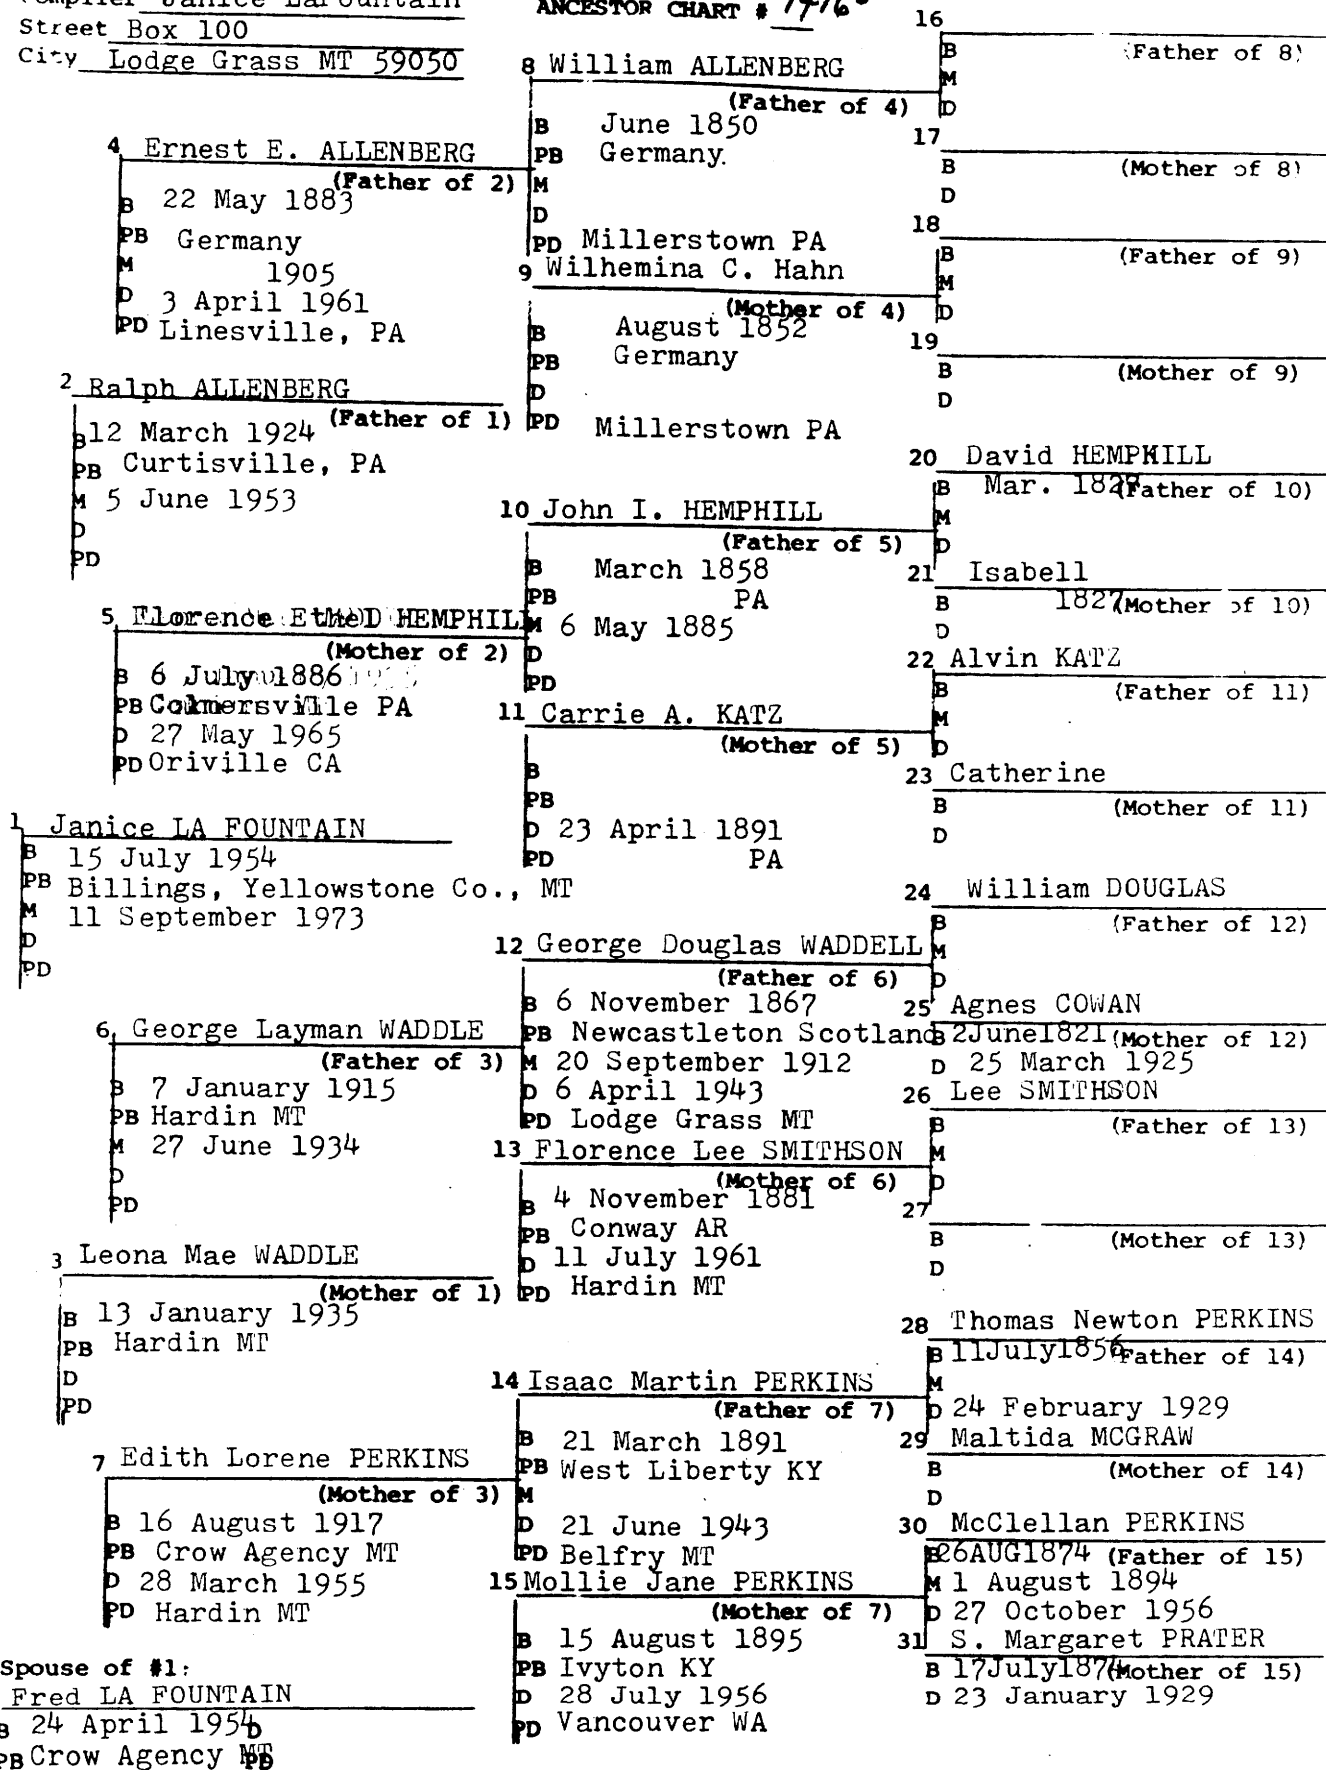 Compiler Janice LaFountain
Street Box 100
City Lodge Grass MT 59050
ANCESTOR CHART #
1 Janice LA FOUNTAIN
B 15 July 1954
PB Billings, Yellowstone Co., MT
M 11 September 1973
D
PD
Spouse of #1:
Fred LA FOUNTAIN
B 24 April 1954 D
PB Crow Agency MT PD
2 Ralph ALLENBERG
(Father of 1)
B 12 March 1924
PB Curtisville, PA
M 5 June 1953
D
PD
3 Leona Mae WADDLE
(Mother of 1)
B 13 January 1935
PB Hardin MT
D
PD
4 Ernest E. ALLENBERG
(Father of 2)
B 22 May 1883
PB Germany
M 1905
D 3 April 1961
PD Linesville, PA
5 Florence HEMPHILL
(Mother of 2)
B 6 July 1886
PB PA
D 27 May 1965
PD Oriville CA
6 George Layman WADDLE
(Father of 3)
B 7 January 1915
PB Hardin MT
M 27 June 1934
D
PD
7 Edith Lorene PERKINS
(Mother of 3)
B 16 August 1917
PB Crow Agency MT
D 28 March 1955
PD Hardin MT
8 William ALLENBERG
(Father of 4)
B June 1850
PB Germany.
M
D
PD Millerstown PA
9 Wilhemina C. Hahn
(Mother of 4)
B August 1852
PB Germany
D
PD Millerstown PA
10 John I. HEMPHILL
(Father of 5)
B March 1858
PB PA
M 6 May 1885
D
PD
11 Carrie A. KATZ
(Mother of 5)
B
PB
D 23 April 1891
PD PA
12 George Douglas WADDELL
(Father of 6)
B 6 November 1867
PB Newcastleton Scotland
M 20 September 1912
D 6 April 1943
PD Lodge Grass MT
13 Florence Lee SMITHSON
(Mother of 6)
B 4 November 1881
PB Conway AR
D 11 July 1961
PD Hardin MT
14 Isaac Martin PERKINS
(Father of 7)
B 21 March 1891
PB West Liberty KY
M
D 21 June 1943
PD Belfry MT
15 Mollie Jane PERKINS
(Mother of 7)
B 15 August 1895
PB Ivyton KY
D 28 July 1956
PD Vancouver WA
16
B (Father of 8)
M
D
17
B (Mother of 8)
D
18
B (Father of 9)
M
D
19
B (Mother of 9)
D
20 David HEMPHILL
B Mar. (Father of 10)
M
D
21 Isabell
B 1827 (Mother of 10)
D
22 Alvin KATZ
B (Father of 11)
M
D
23 Catherine
B (Mother of 11)
D
24 William DOUGLAS
B (Father of 12)
M
D
25 Agnes COWAN
B 2June1821 (Mother of 12)
D 25 March 1925
26 Lee SMITHSON
B (Father of 13)
M
D
27
B (Mother of 13)
D
28 Thomas Newton PERKINS
B 11July1856 (Father of 14)
M
D 24 February 1929
29 Maltida MCGRAW
B (Mother of 14)
D
30 McClellan PERKINS
B 26AUG1874 (Father of 15)
M 1 August 1894
D 27 October 1956
31 S. Margaret PRATER
B 17July1874 (Mother of 15)
D 23 January 1929